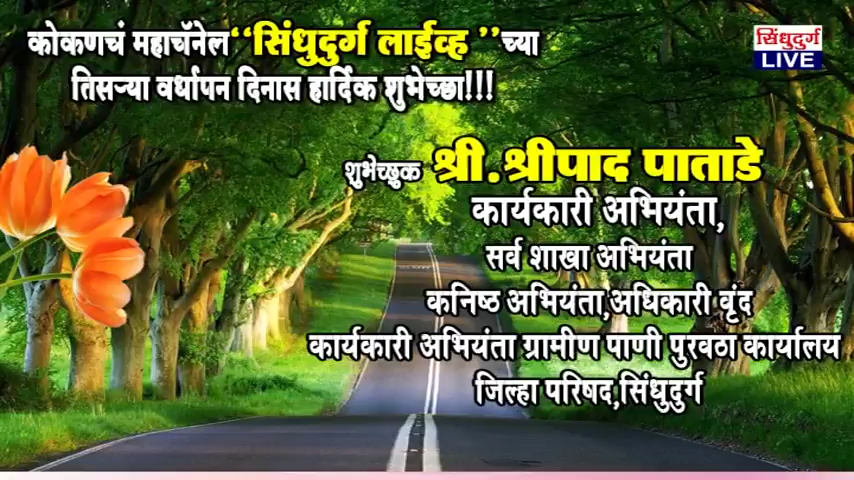 कोकणचं महाचॅनेल “सिंधुदुर्ग लाईव्ह ”च्या
तिसऱ्या वर्धापन दिनास हार्दिक शुभेच्छा!!!
सिंधुदुर्ग
LIVE
शुभेच्छुक श्री.श्रीपाद पाताडे
कार्यकारी अभियंता,
सर्व शाखा अभियंता
कनिष्ठ अभियंता,अधिकारी वृंद
कार्यकारी अभियंता ग्रामीण पाणी पुरवठा कार्यालय
जिल्हा परिषद,सिंधुदुर्ग